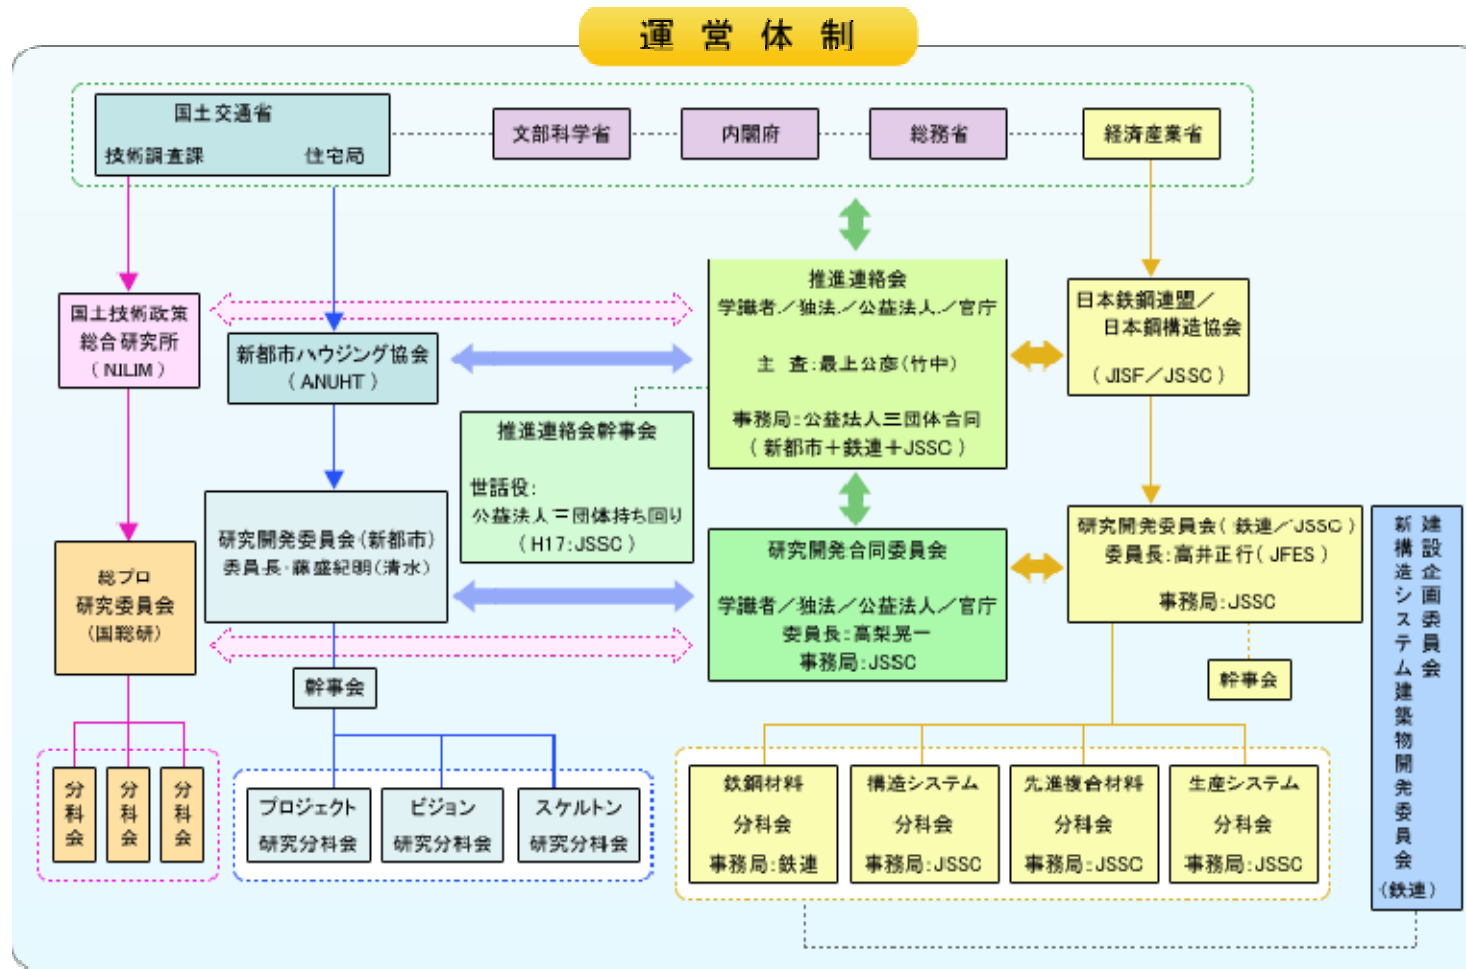 運営体制
国土交通省
技術調査課 住宅局
文部科学省
内閣府
総務省
経済産業省
国土技術政策
総合研究所
(NILIM)
新都市ハウジング協会
(ANUHT)
推進連絡会
学識者/独法/公益法人/官庁
主 査:最上公彦(竹中)
事務局:公益法人三団体合同
(新都市+鉄連+JSSC)
日本鉄鋼連盟/
日本鋼構造協会
(JISF/JSSC)
推進連絡会幹事会
世話役:
公益法人三団体持ち回り
(H17:JSSC)
総プロ
研究委員会
(国総研)
研究開発委員会(新都市)
委員長・藤盛紀明(清水)
研究開発合同委員会
学識者/独法/公益法人/官庁
委員長:高梨晃一
事務局:JSSC
研究開発委員会(鉄連/JSSC)
委員長:高井正行(JFES)
事務局:JSSC
建設企画委員会
新構造システム建築物開発委員会
(鉄連)
幹事会
幹事会
分科会
分科会
分科会
プロジェクト
研究分科会
ビジョン
研究分科会
スケルトン
研究分科会
鉄鋼材料
分科会
事務局:鉄連
構造システム
分科会
事務局:JSSC
先進複合材料
分科会
事務局:JSSC
生産システム
分科会
事務局:JSSC